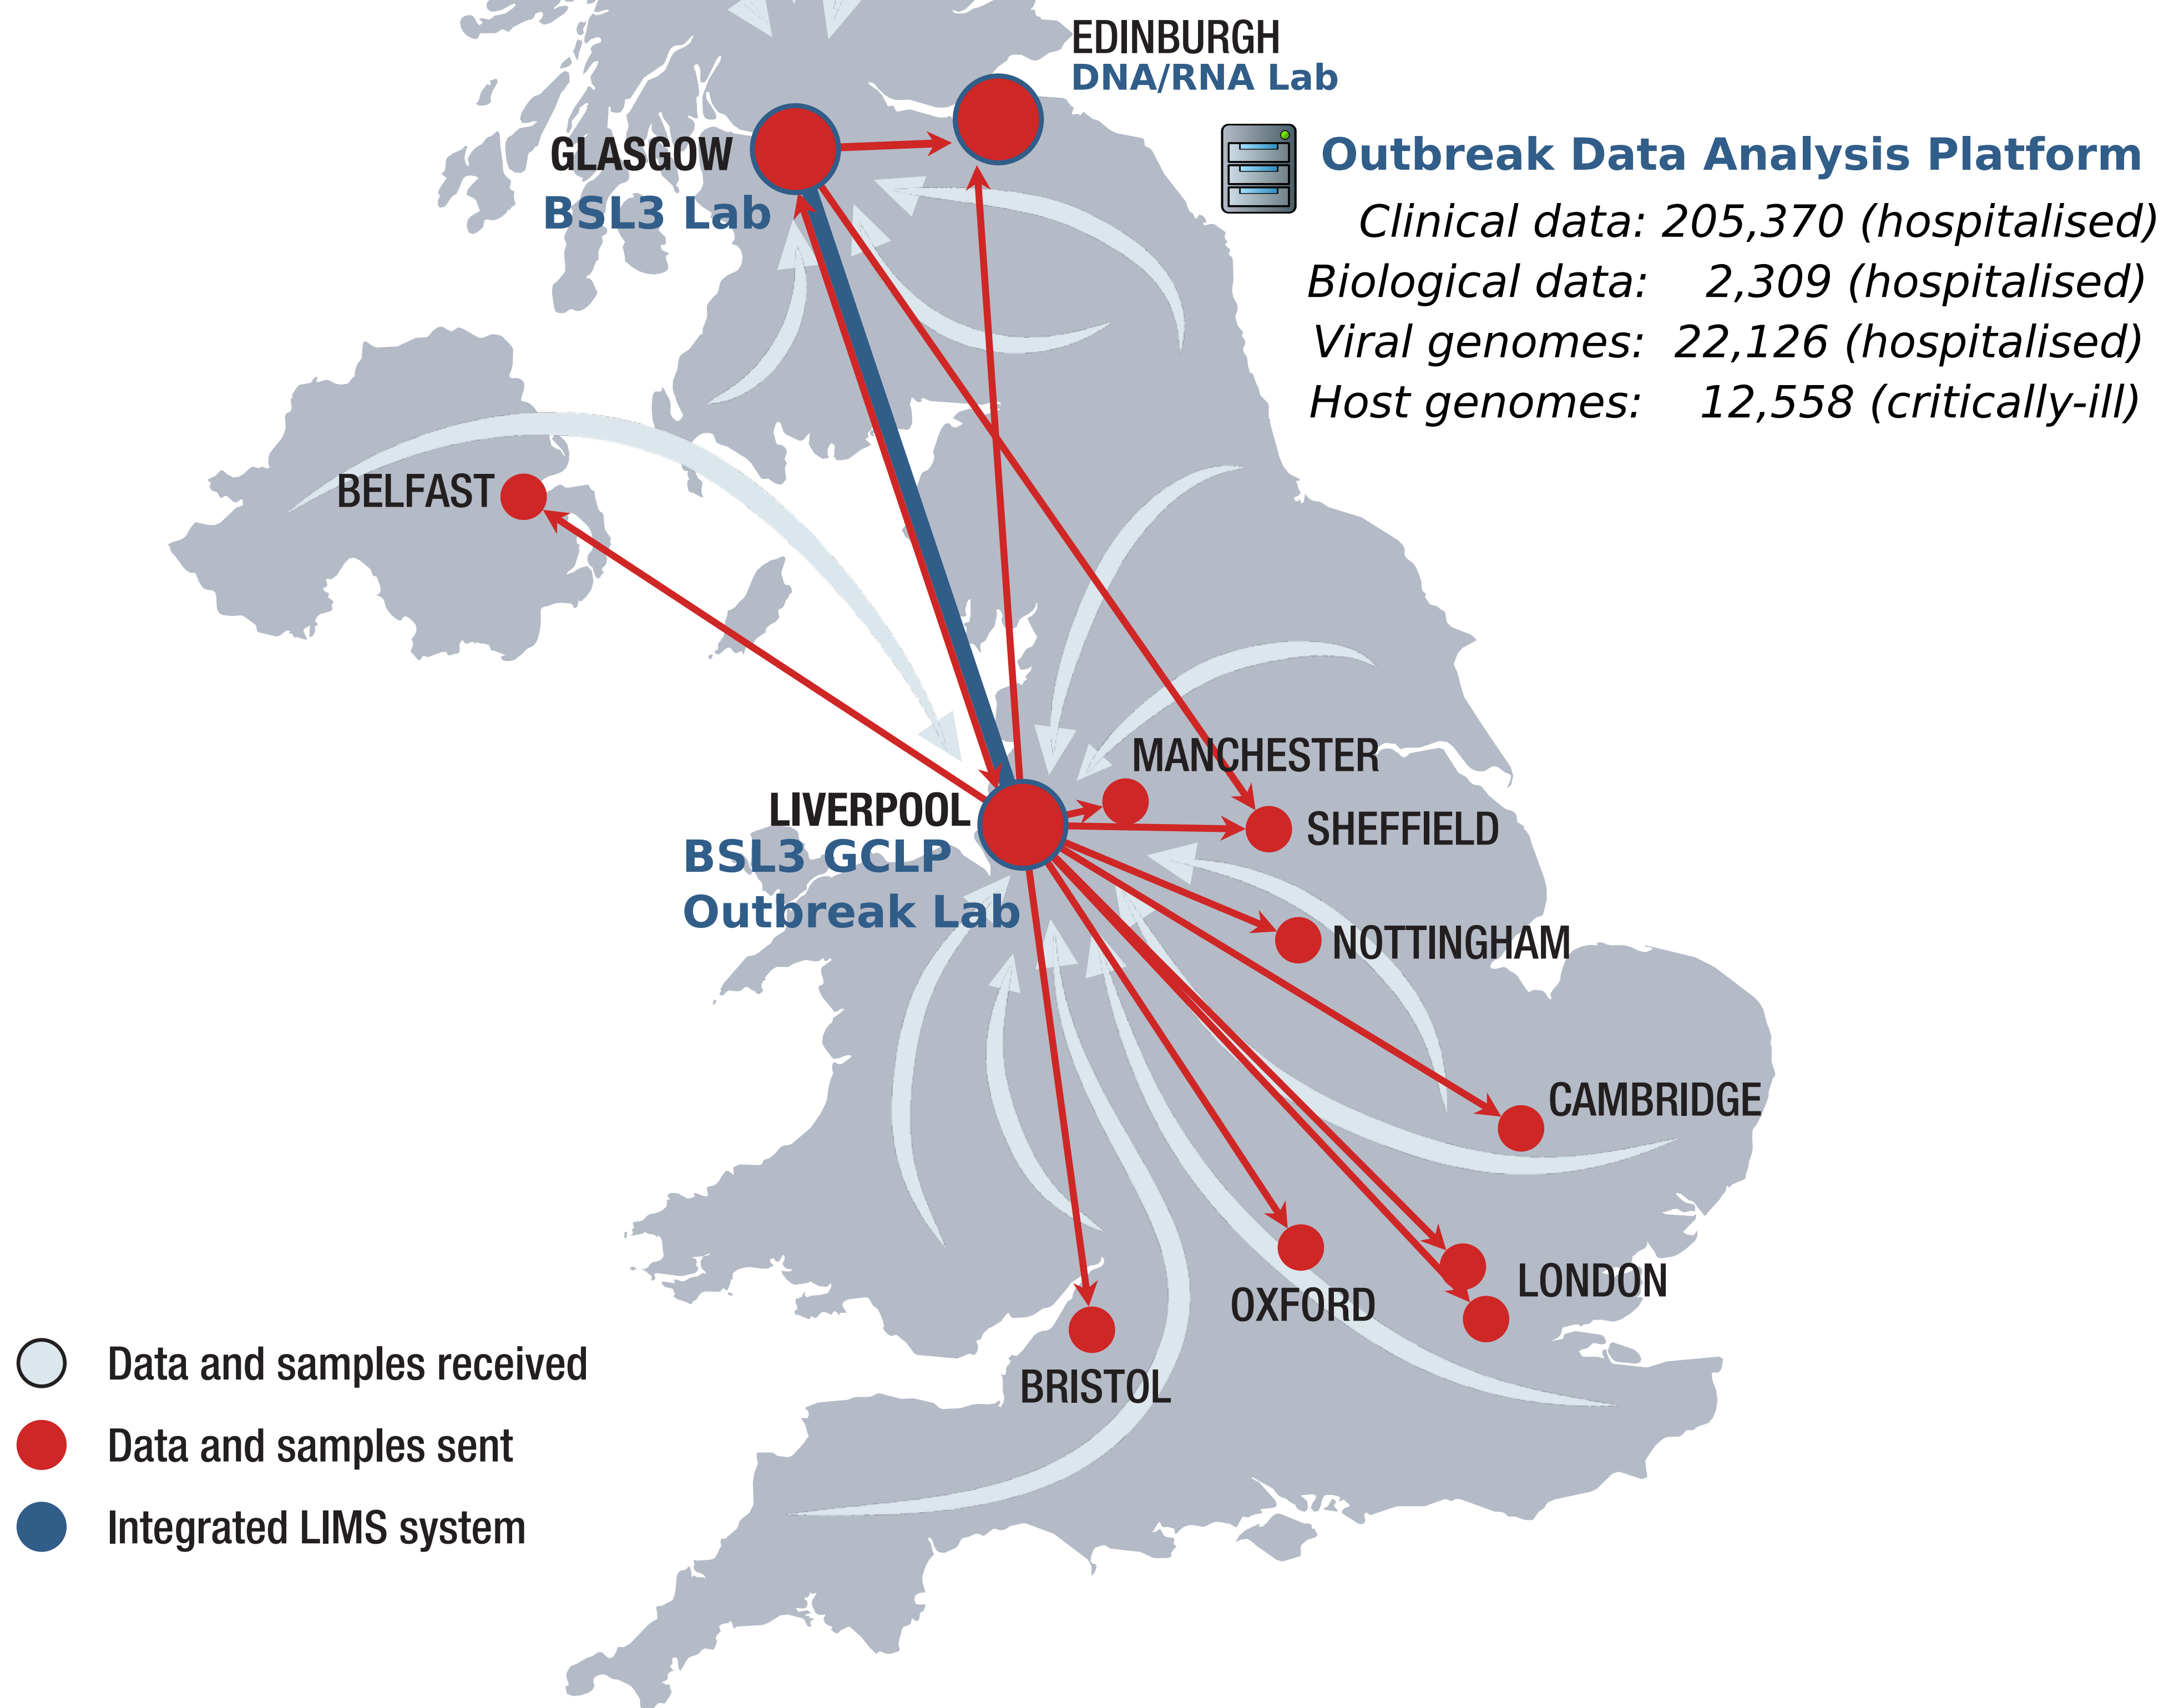 EDINBURGH
DNA/RNA Lab
GLASGOW
BSL3 Lab
Outbreak Data Analysis Platform
Clinical data: 205,370 (hospitalised)
Biological data: 2,309 (hospitalised)
Viral genomes: 22,126 (hospitalised)
Host genomes: 12,558 (critically-ill)
BELFAST
MANCHESTER
LIVERPOOL
BSL3 GCLP
Outbreak Lab
SHEFFIELD
NOTTINGHAM
CAMBRIDGE
LONDON
OXFORD
BRISTOL
Data and samples received
Data and samples sent
Integrated LIMS system